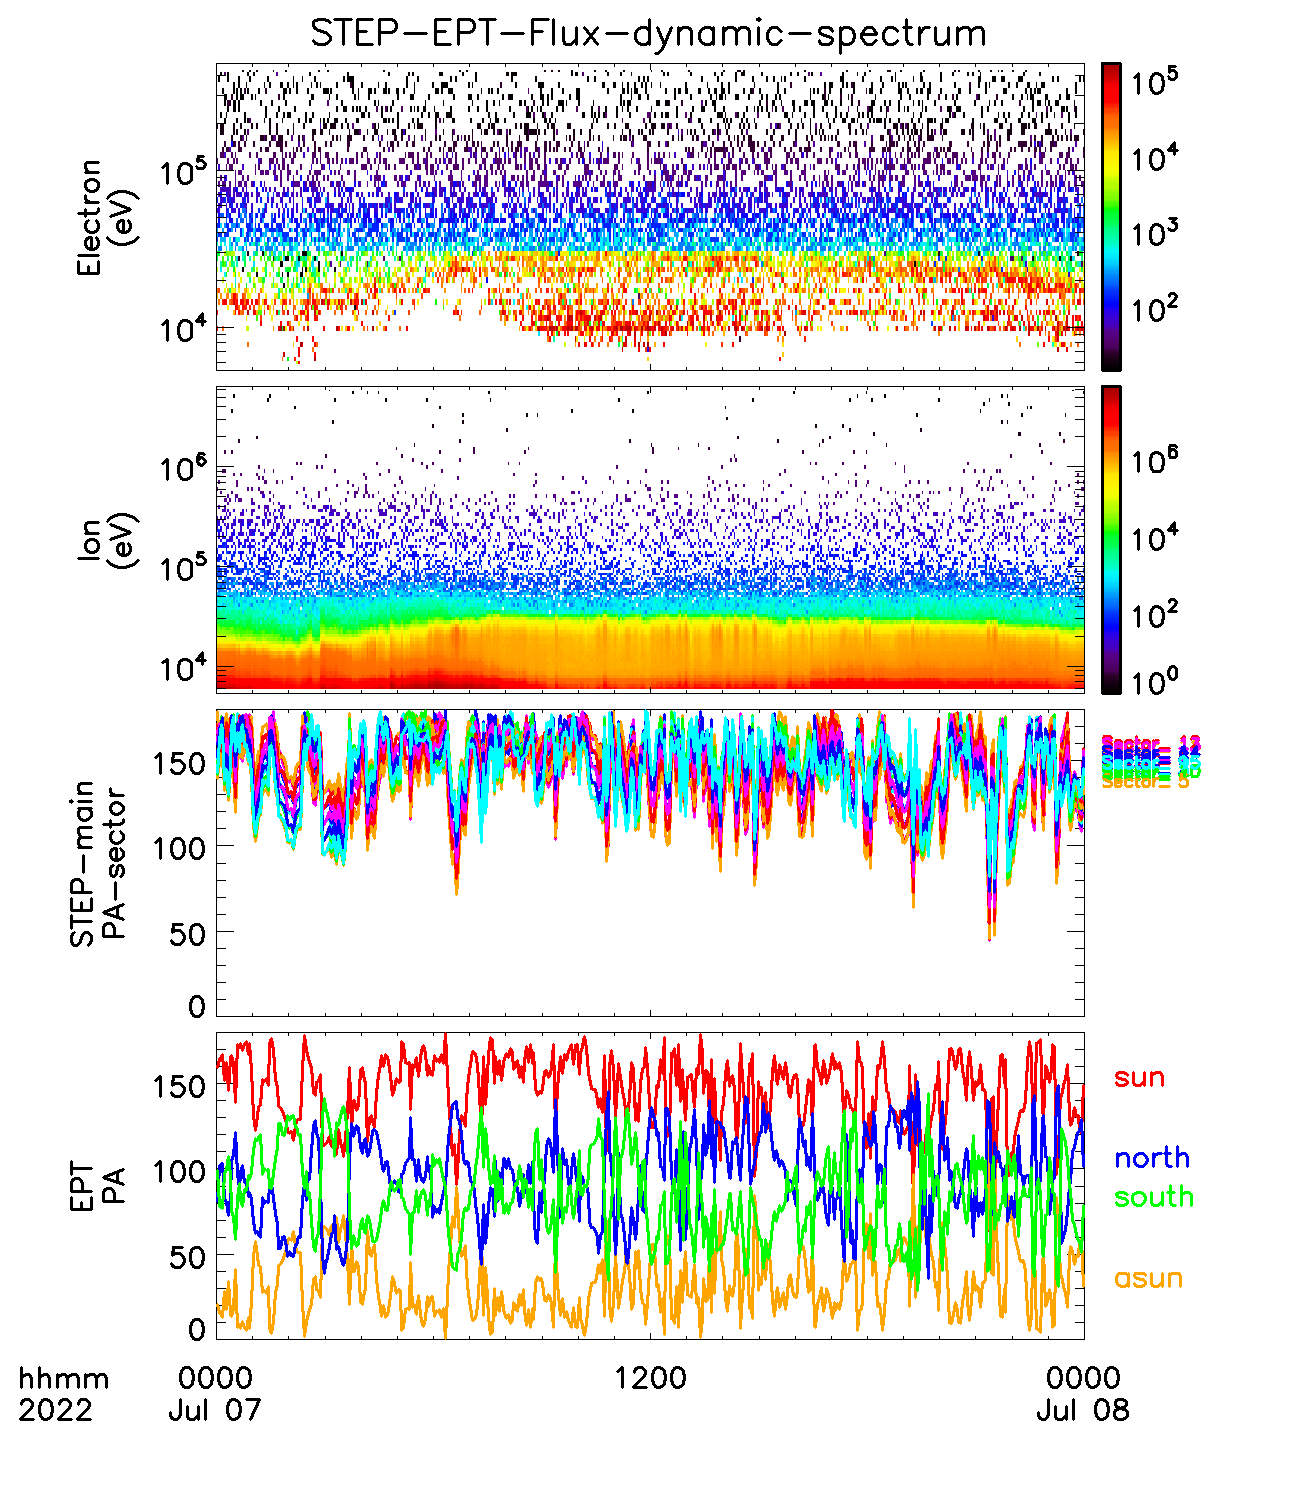 STEP-EPT-Flux-dynamic-spectrum
Electron
(eV)
10^5
10^4
10^5
10^4
10^3
10^2
Ion
(eV)
10^6
10^5
10^4
10^6
10^4
10^2
10^0
STEP-main
PA-sector
150
100
50
0
Sector= 5
EPT
PA
150
100
50
0
sun
north
south
asun
hhmm
2022
0000
Jul 07
1200
0000
Jul 08